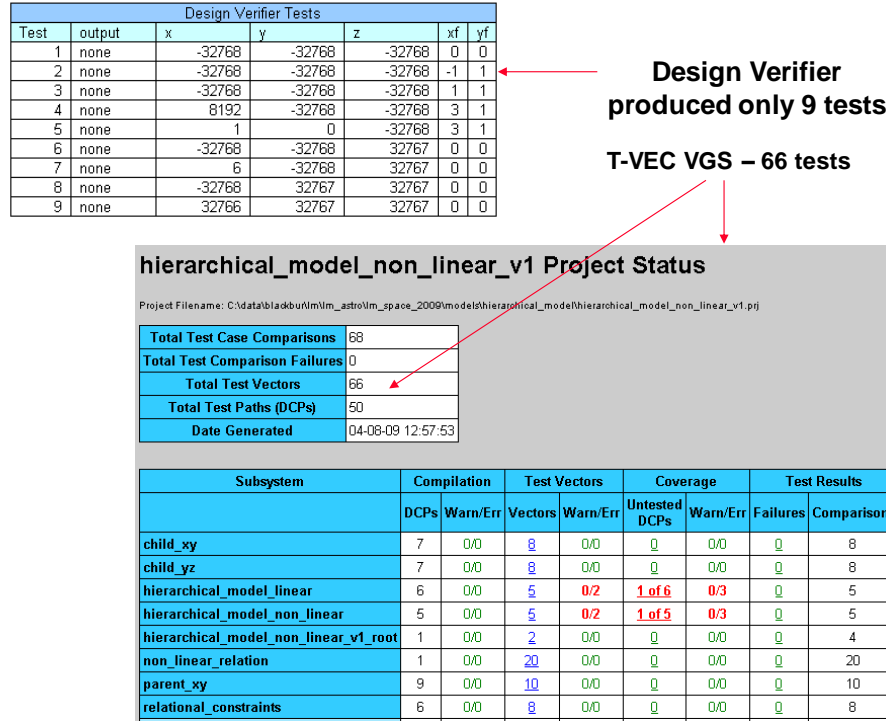 Design Verifier Tests
Test output x y z xf yf
1 none -32768 -32768 -32768 0 0
2 none -32768 -32768 -32768 -1 1
3 none -32768 -32768 -32768 1 1
4 none 8192 -32768 -32768 3 1
5 none 1 0 -32768 3 1
6 none -32768 -32768 32767 0 0
7 none 6 -32768 32767 0 0
8 none -32768 32767 32767 0 0
9 none 32766 32767 32767 0 0
Design Verifier
produced only 9 tests
T-VEC VGS – 66 tests
hierarchical_model_non_linear_v1 Project Status
Project Filename: C:\data\blackbur\lm\lm_astro\lm_space_2009\models\hierarchical_model\hierarchical_model_non_linear_v1.prj
Total Test Case Comparisons 68
Total Test Comparison Failures 0
Total Test Vectors 66
Total Test Paths (DCPs) 50
Date Generated 04-08-09 12:57:53
Subsystem Compilation Test Vectors Coverage Test Results
DCPs Warn/Err Vectors Warn/Err Untested DCPs Warn/Err Failures Comparison
child_xy 7 0/0 8 0/0 0 0/0 0 8
child_yz 7 0/0 8 0/0 0 0/0 0 8
hierarchical_model_linear 6 0/0 5 0/2 1 of 6 0/3 0 5
hierarchical_model_non_linear 5 0/0 5 0/2 1 of 5 0/3 0 5
hierarchical_model_non_linear_v1_root 1 0/0 2 0/0 0 0/0 0 4
non_linear_relation 1 0/0 20 0/0 0 0/0 0 20
parent_xy 9 0/0 10 0/0 0 0/0 0 10
relational_constraints 6 0/0 8 0/0 0 0/0 0 8